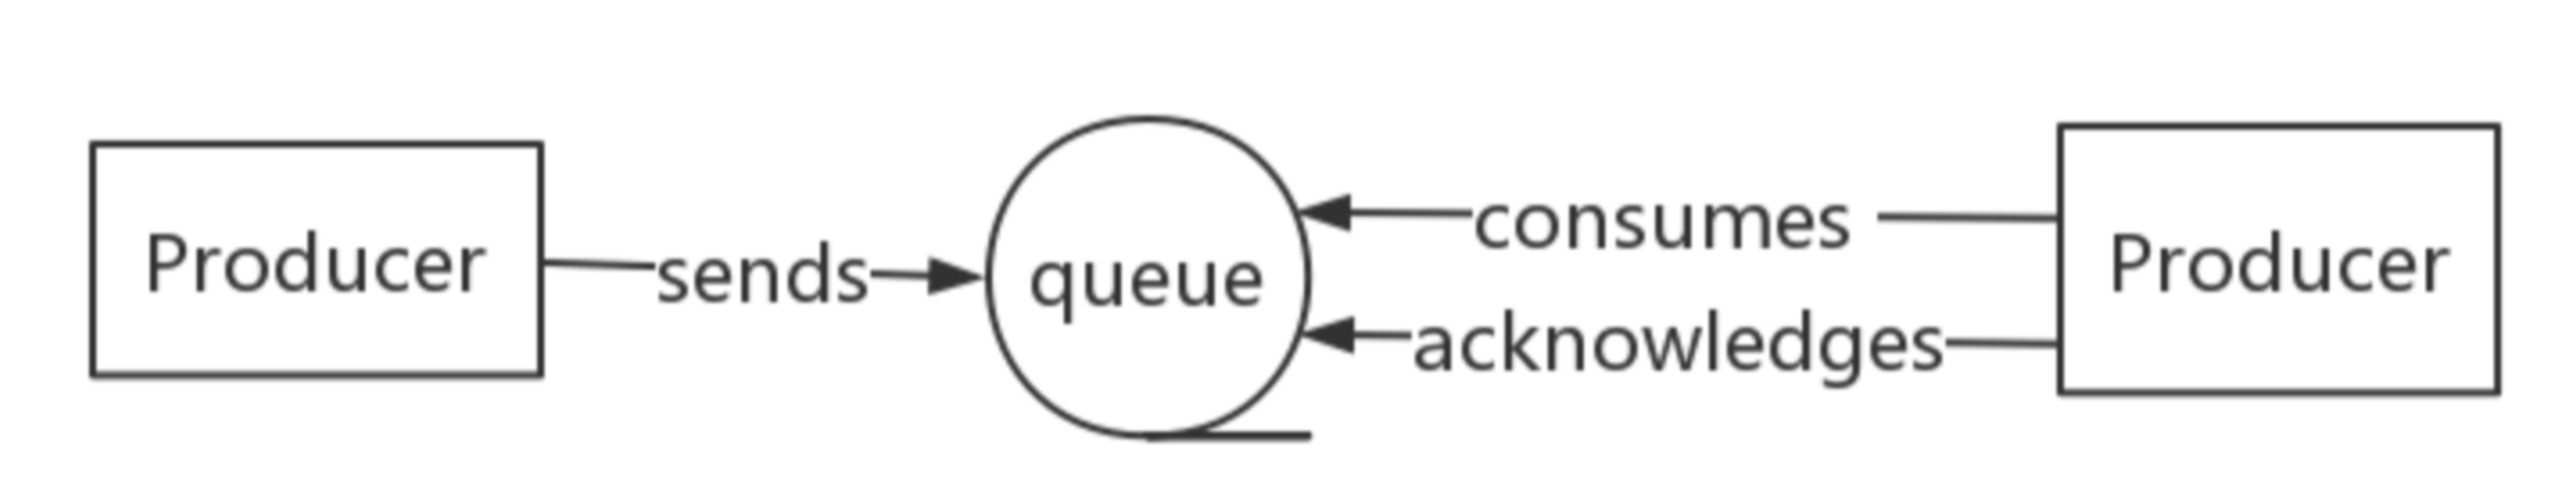 Producer
sends
queue
consumes
acknowledges
Producer